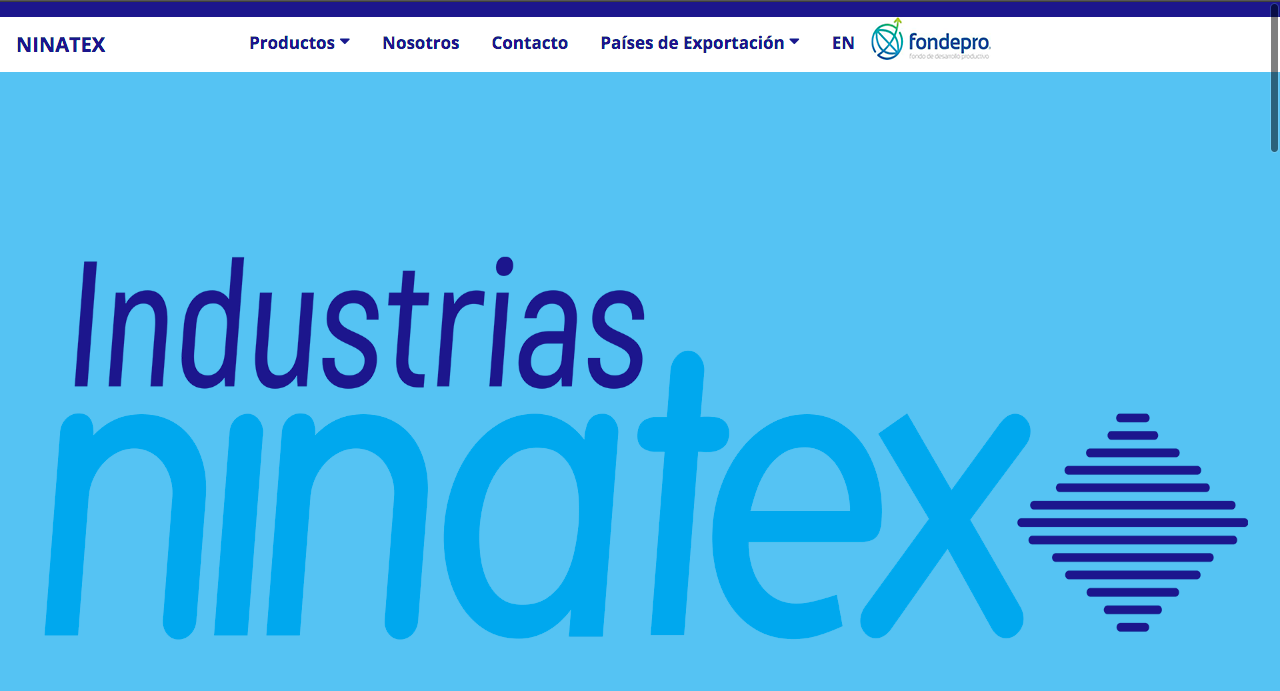 NINATEX
Productos
Nosotros
Contacto
Países de Exportación
EN
fondepro.
fondo de desarrollo productivo
Industrias
ninatex